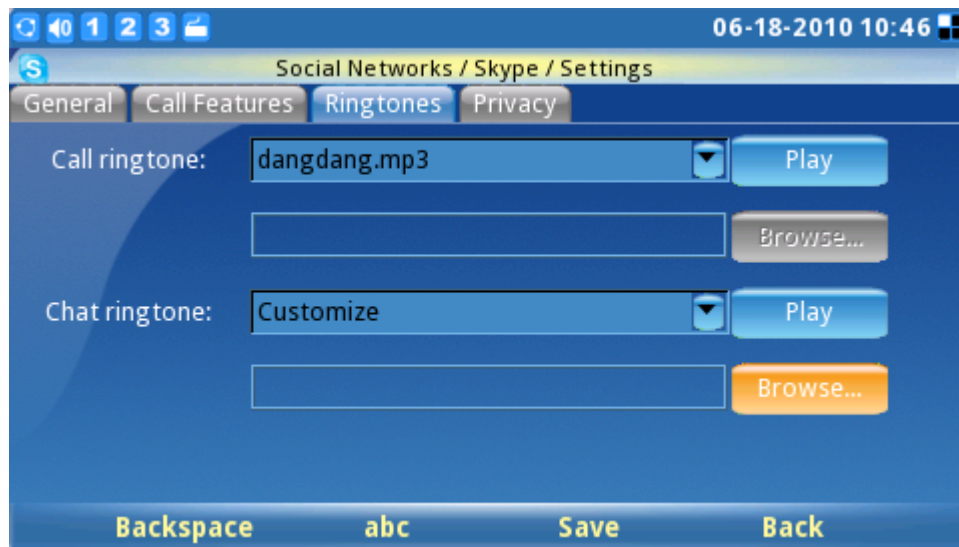 1 2 3 06-18-2010 10:46
S Social Networks / Skype / Settings
General Call Features Ringtones Privacy
Call ringtone: dangdang.mp3 Play
Browse...
Chat ringtone: Customize Play
Browse...
Backspace abc Save Back